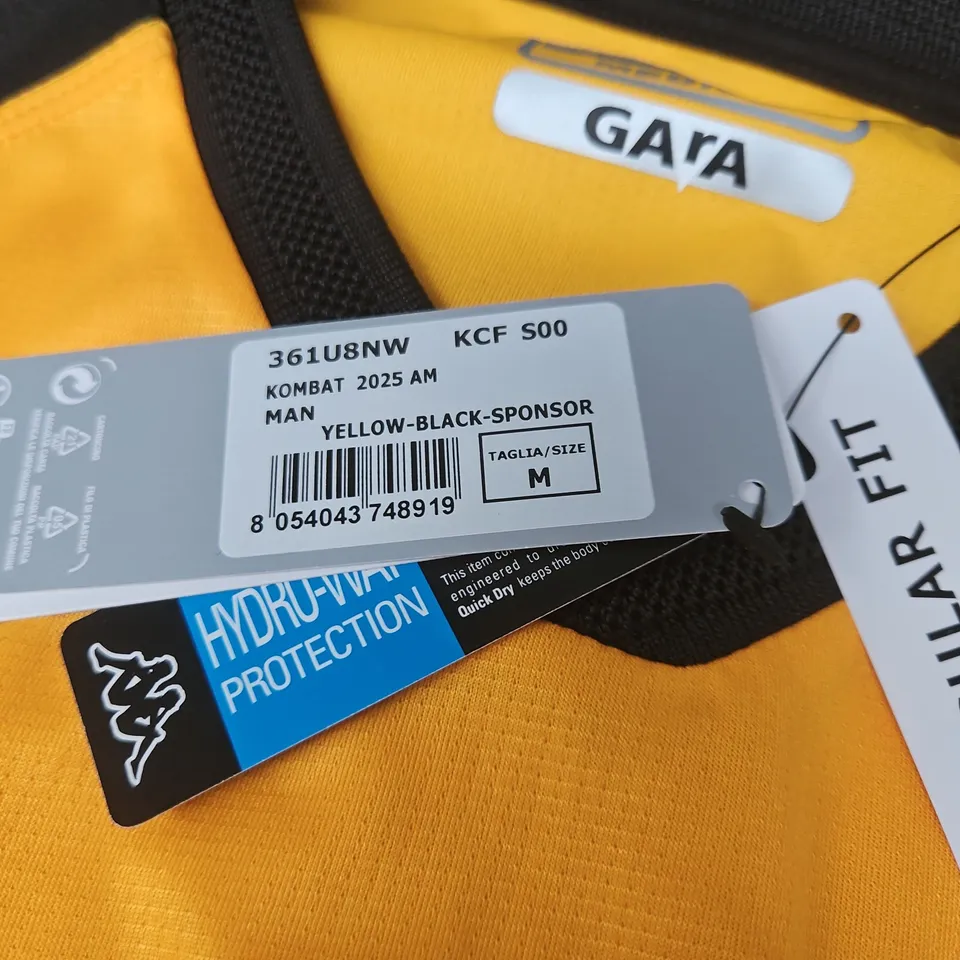 GArA
361U8NW KCF S00
KOMBAT 2025 AM
MAN
YELLOW-BLACK-SPONSOR
TAGLIA/SIZE
M
8 054043 748919
HYDRO-WAY
PROTECTION
This item
engineered to
Quick Dry keeps the body
FIT